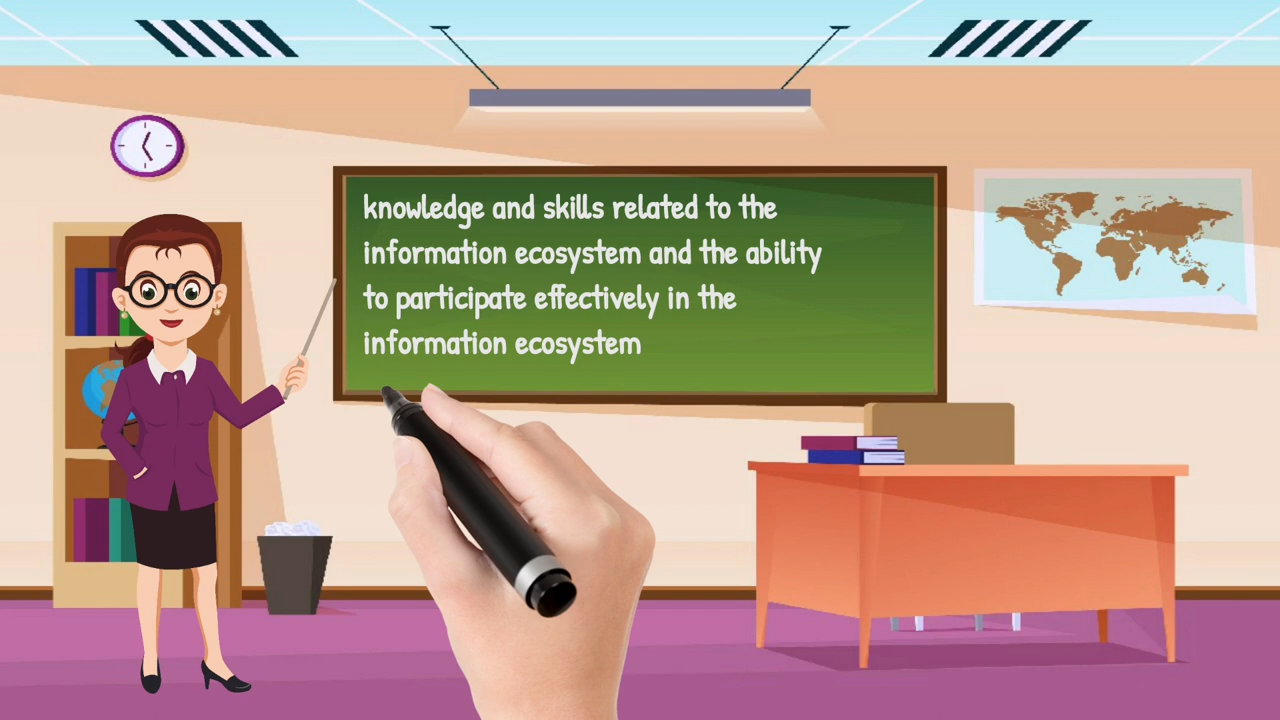 knowledge and skills related to the
information ecosystem and the ability
to participate effectively in the
information ecosystem